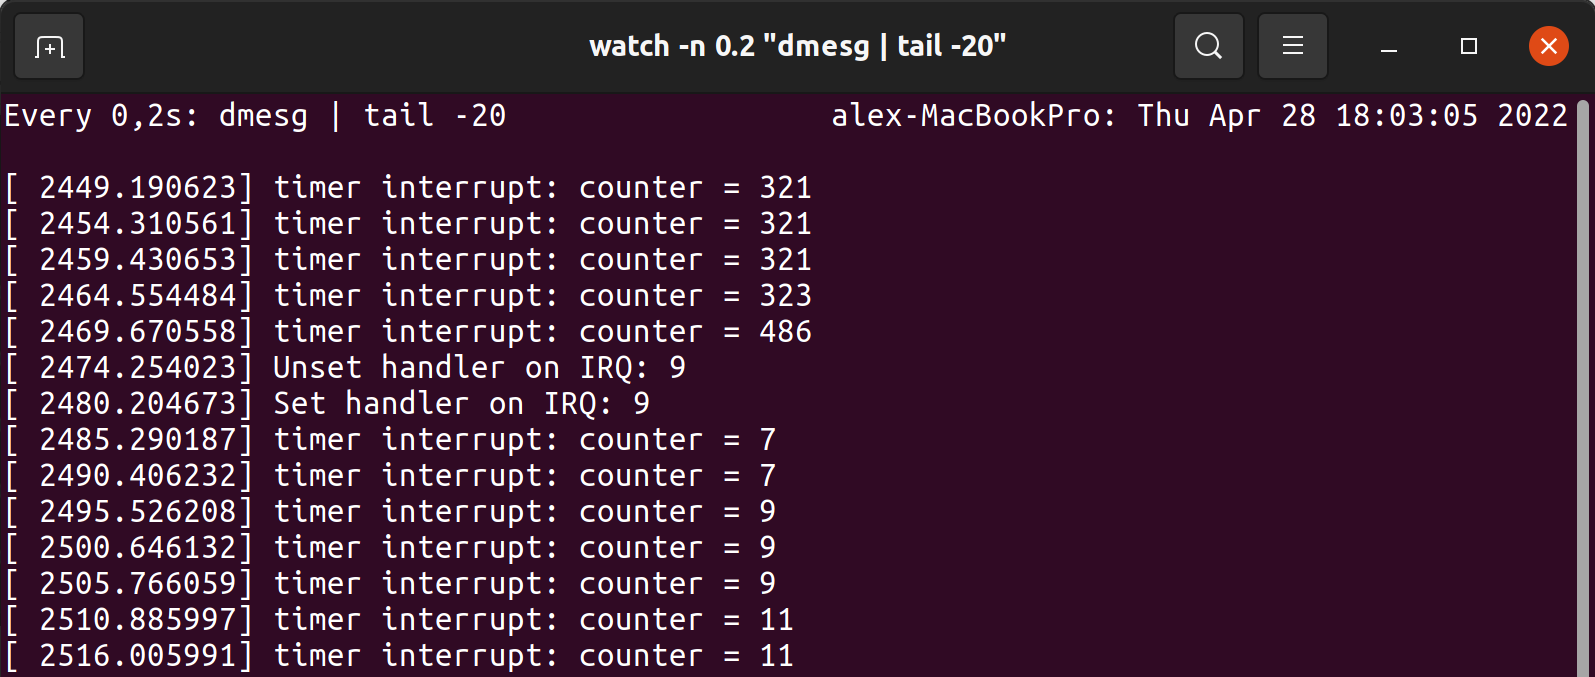 watch -n 0.2 "dmesg | tail -20"
Every 0,2s: dmesg | tail -20 alex-MacBookPro: Thu Apr 28 18:03:05 2022
[ 2449.190623] timer interrupt: counter = 321
[ 2454.310561] timer interrupt: counter = 321
[ 2459.430653] timer interrupt: counter = 321
[ 2464.554484] timer interrupt: counter = 323
[ 2469.670558] timer interrupt: counter = 486
[ 2474.254023] Unset handler on IRQ: 9
[ 2480.204673] Set handler on IRQ: 9
[ 2485.290187] timer interrupt: counter = 7
[ 2490.406232] timer interrupt: counter = 7
[ 2495.526208] timer interrupt: counter = 9
[ 2500.646132] timer interrupt: counter = 9
[ 2505.766059] timer interrupt: counter = 9
[ 2510.885997] timer interrupt: counter = 11
[ 2516.005991] timer interrupt: counter = 11